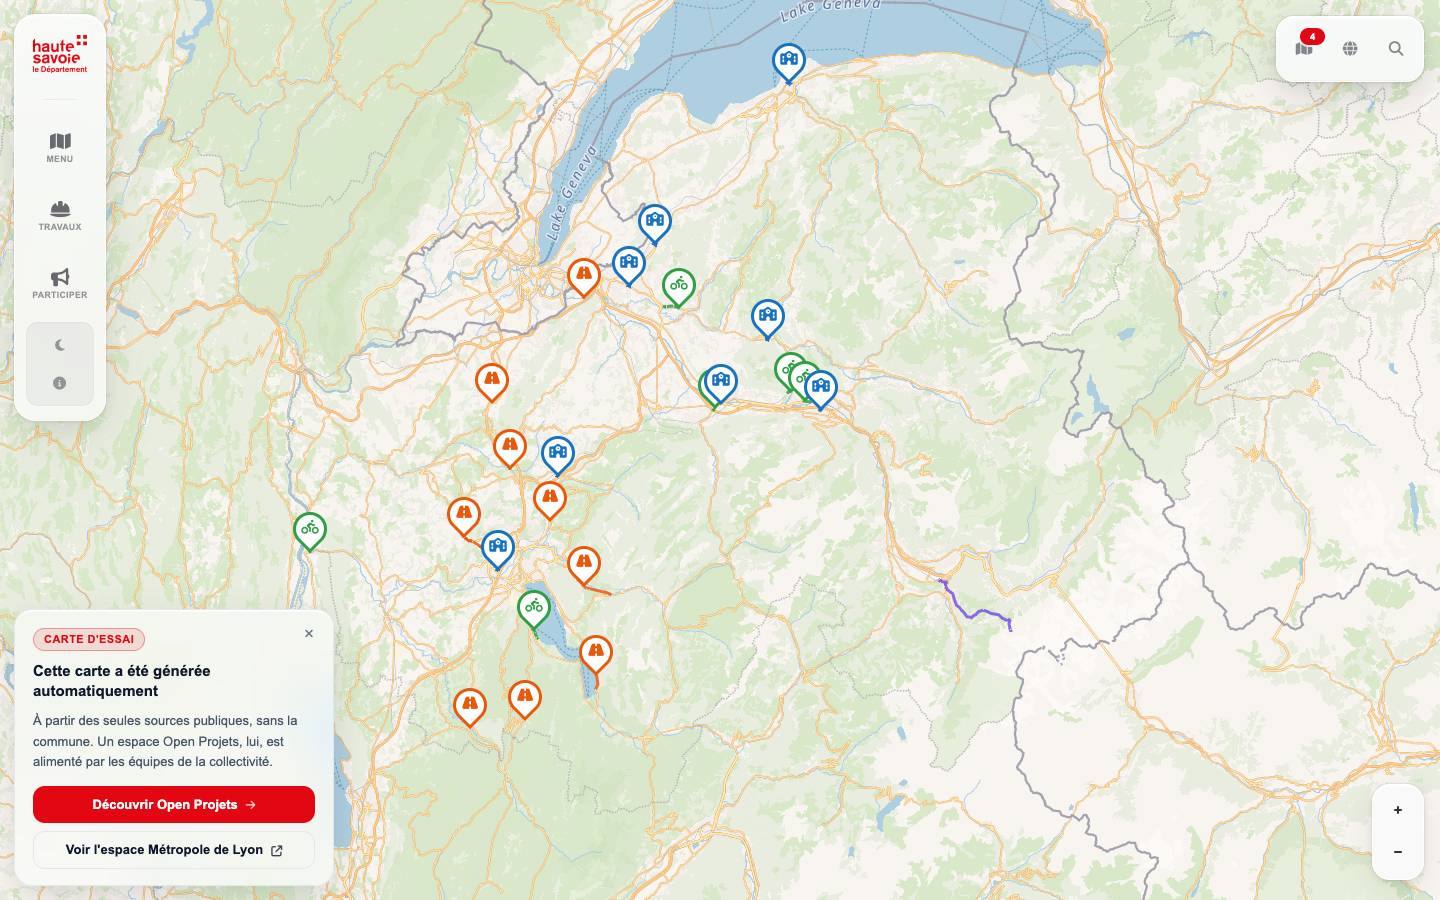 haute
savoie
le Département
MENU
TRAVAUX
PARTICIPER
Lake Geneva
Lake Geneva
4
CARTE D'ESSAI
Cette carte a été générée
automatiquement
À partir des seules sources publiques, sans la
commune. Un espace Open Projets, lui, est
alimenté par les équipes de la collectivité.
Découvrir Open Projets →
Voir l'espace Métropole de Lyon
+
−